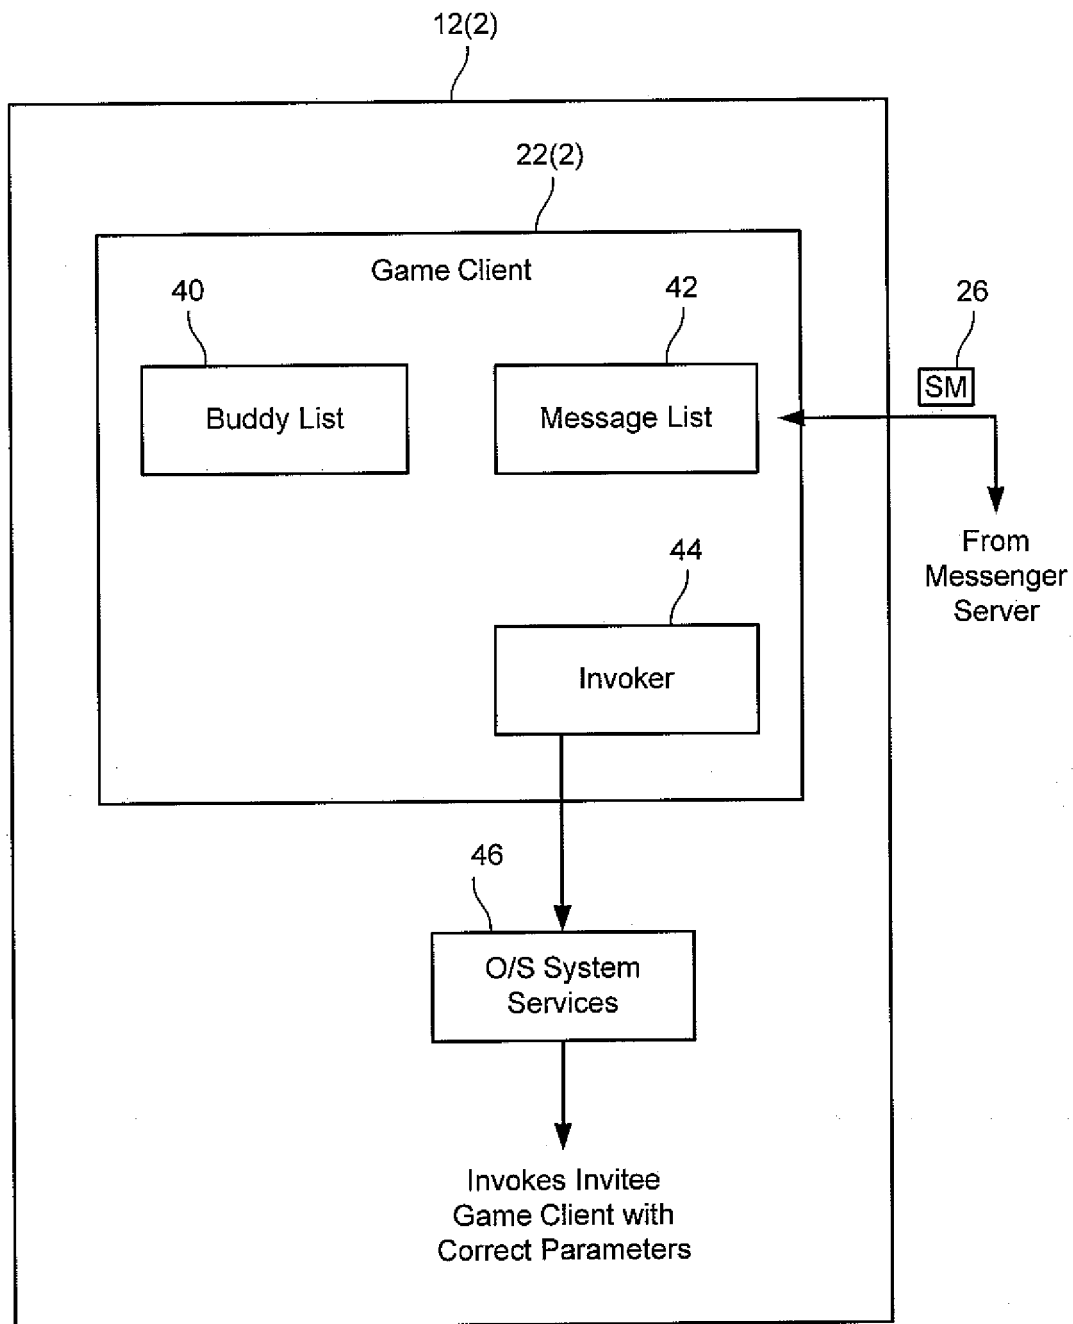 12(2)
22(2)
Game Client
40
42
26
SM
Buddy List
Message List
From
Messenger
Server
44
Invoker
46
O/S System
Services
Invokes Invitee
Game Client with
Correct Parameters